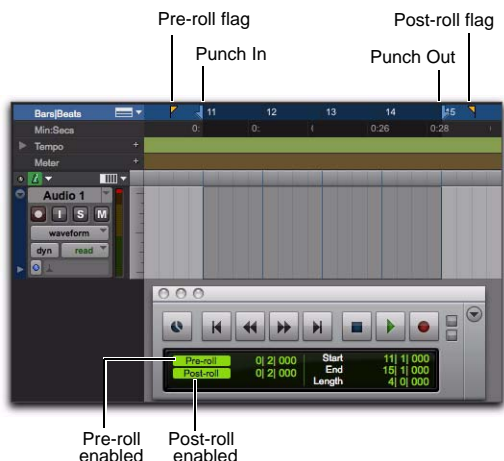 Pre-roll flag
Post-roll flag
Punch In
Punch Out
Bars|Beats
11
12
13
14
15
Min:Secs
0:
0:
0:26
0:28
Tempo
+
Meter
+
Audio 1
I S M
waveform
dyn read
Pre-roll 0| 2| 000
Post-roll 0| 2| 000
Start 11| 1| 000
End 15| 1| 000
Length 4| 0| 000
Pre-roll
enabled
Post-roll
enabled